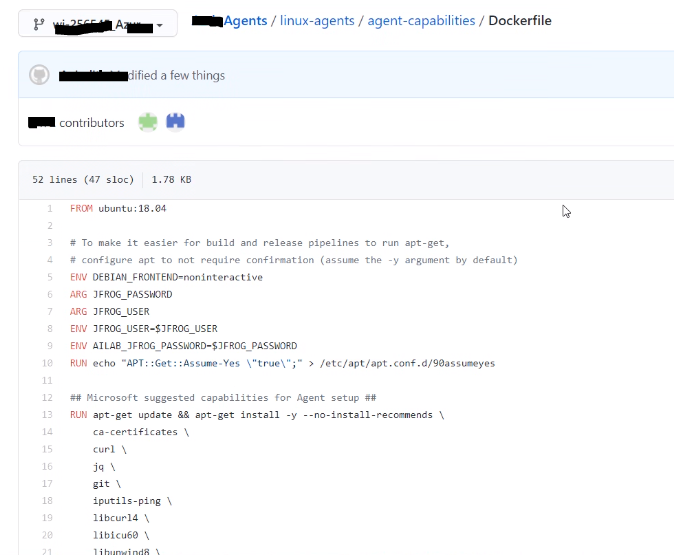 Agents / linux-agents / agent-capabilities / Dockerfile
dified a few things
contributors
52 lines (47 sloc) 1.78 KB
1 FROM ubuntu:18.04
2
3 # To make it easier for build and release pipelines to run apt-get,
4 # configure apt to not require confirmation (assume the -y argument by default)
5 ENV DEBIAN_FRONTEND=noninteractive
6 ARG JFROG_PASSWORD
7 ARG JFROG_USER
8 ENV JFROG_USER=$JFROG_USER
9 ENV AILAB_JFROG_PASSWORD=$JFROG_PASSWORD
10 RUN echo "APT::Get::Assume-Yes \"true\";" > /etc/apt/apt.conf.d/90assumeyes
11
12 ## Microsoft suggested capabilities for Agent setup ##
13 RUN apt-get update && apt-get install -y --no-install-recommends \
14 ca-certificates \
15 curl \
16 jq \
17 git \
18 iputils-ping \
19 libcurl4 \
20 libicu60 \
21 libunwind8 \